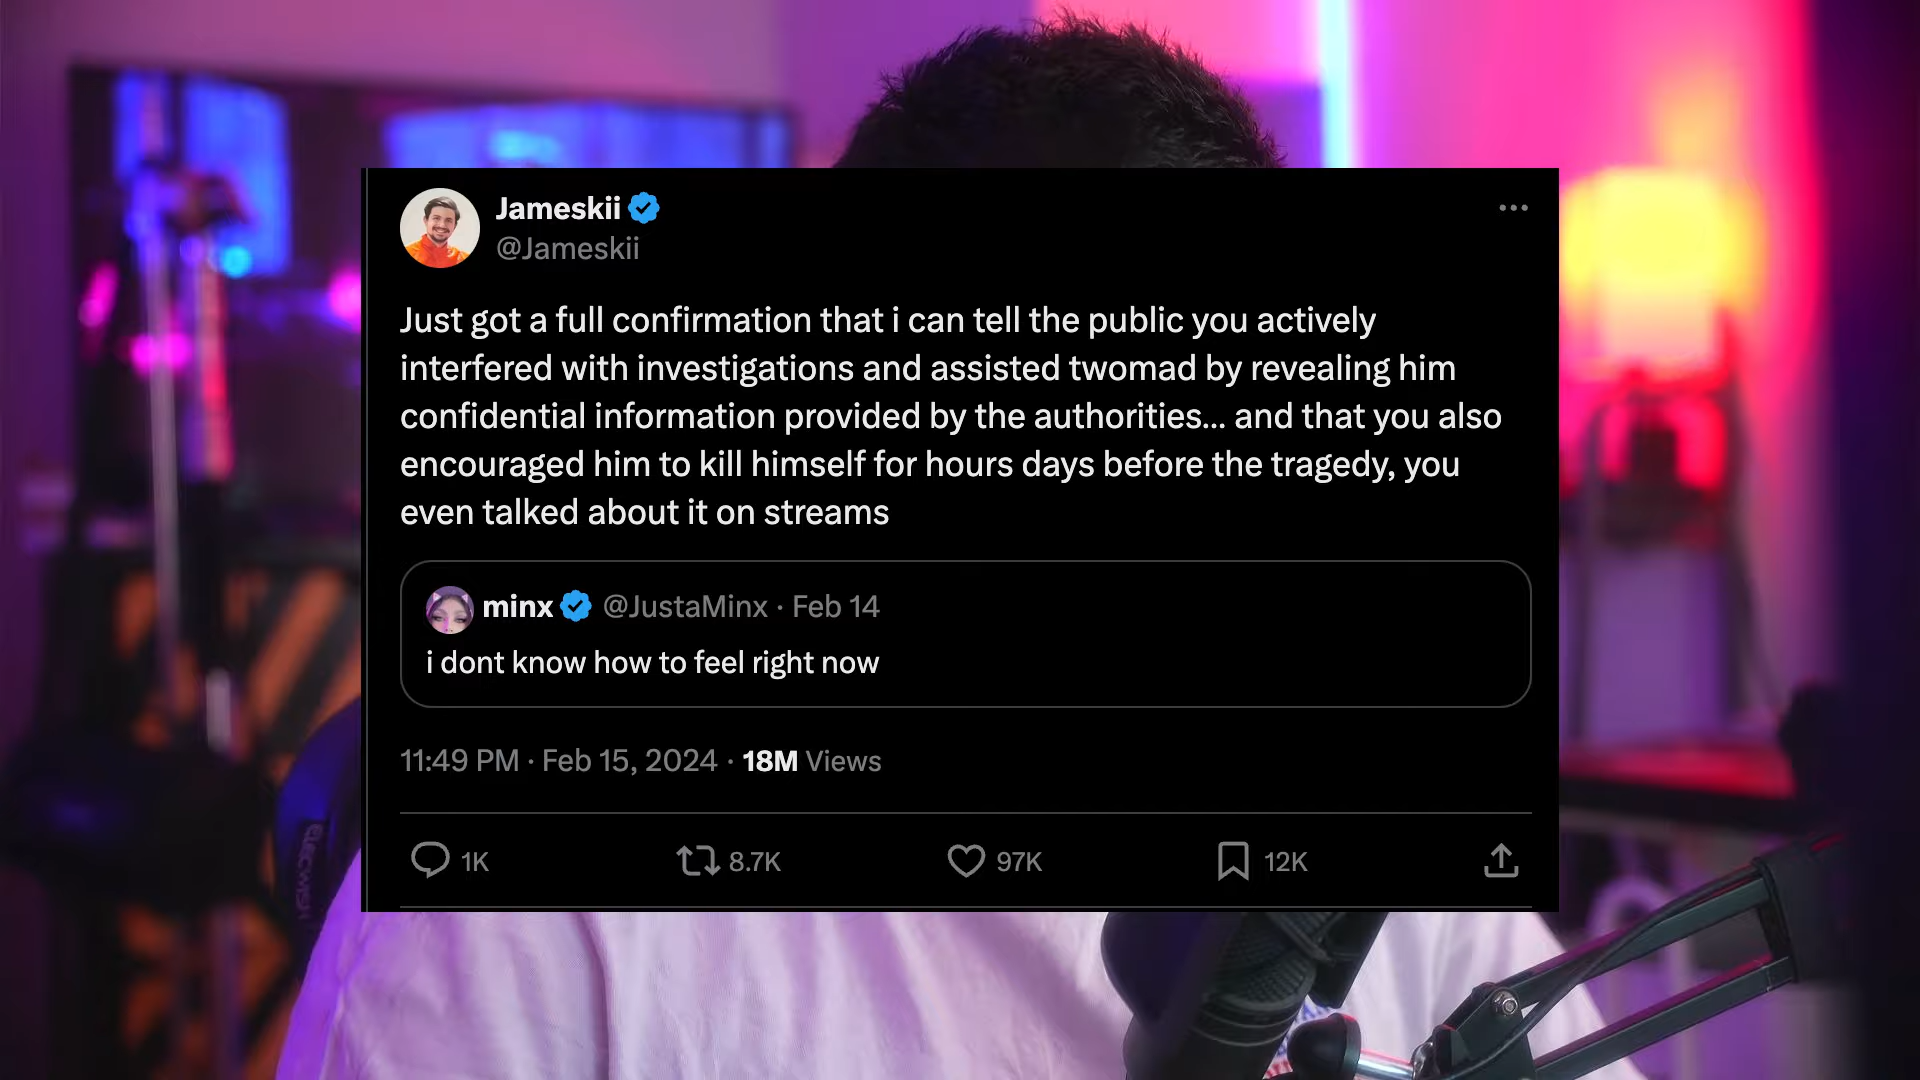 Jameskii
@Jameskii
Just got a full confirmation that i can tell the public you actively
interfered with investigations and assisted twomad by revealing him
confidential information provided by the authorities... and that you also
encouraged him to kill himself for hours days before the tragedy, you
even talked about it on streams
minx @JustaMinx · Feb 14
i dont know how to feel right now
11:49 PM · Feb 15, 2024 · 18M Views
1K 8.7K 97K 12K